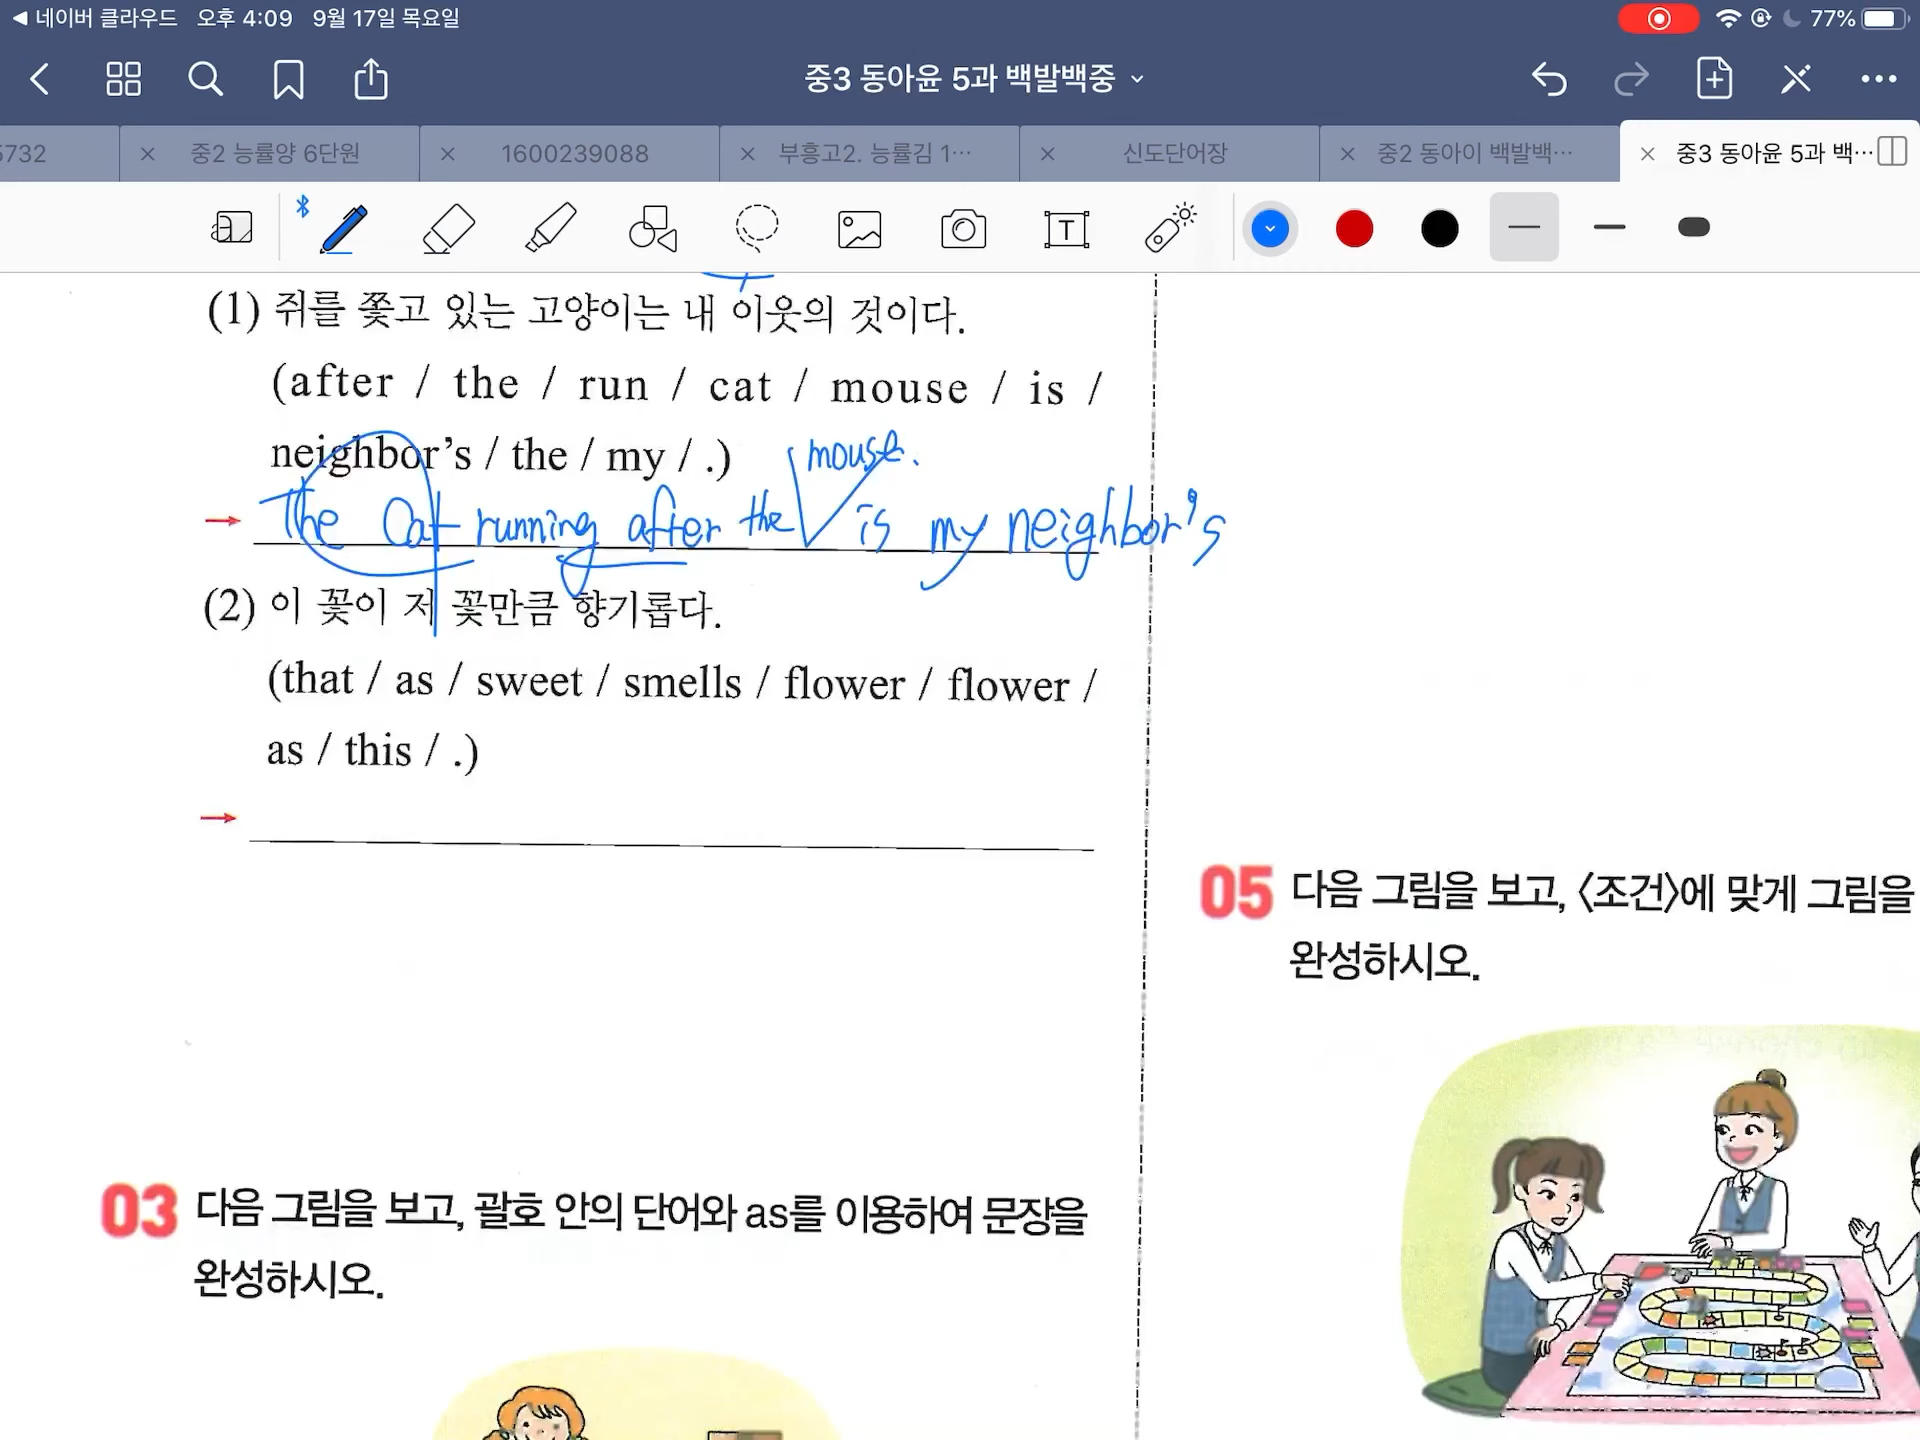 ◀ 네이버 클라우드 오후 4:09 9월 17일 목요일 77%
중3 동아윤 5과 백발백중
5732 중2 능률양 6단원 1600239088 부흥고2. 능률김 1… 신도단어장 중2 동아이 백발백… 중3 동아윤 5과 백…
(1) 쥐를 쫓고 있는 고양이는 내 이웃의 것이다.
(after / the / run / cat / mouse / is /
neighbor's / the / my / .)
mouse.
→ The Cat running after the is my neighbor's
(2) 이 꽃이 저 꽃만큼 향기롭다.
(that / as / sweet / smells / flower / flower /
as / this / .)
→
03 다음 그림을 보고, 괄호 안의 단어와 as를 이용하여 문장을
완성하시오.
05 다음 그림을 보고, 〈조건〉에 맞게 그림을
완성하시오.